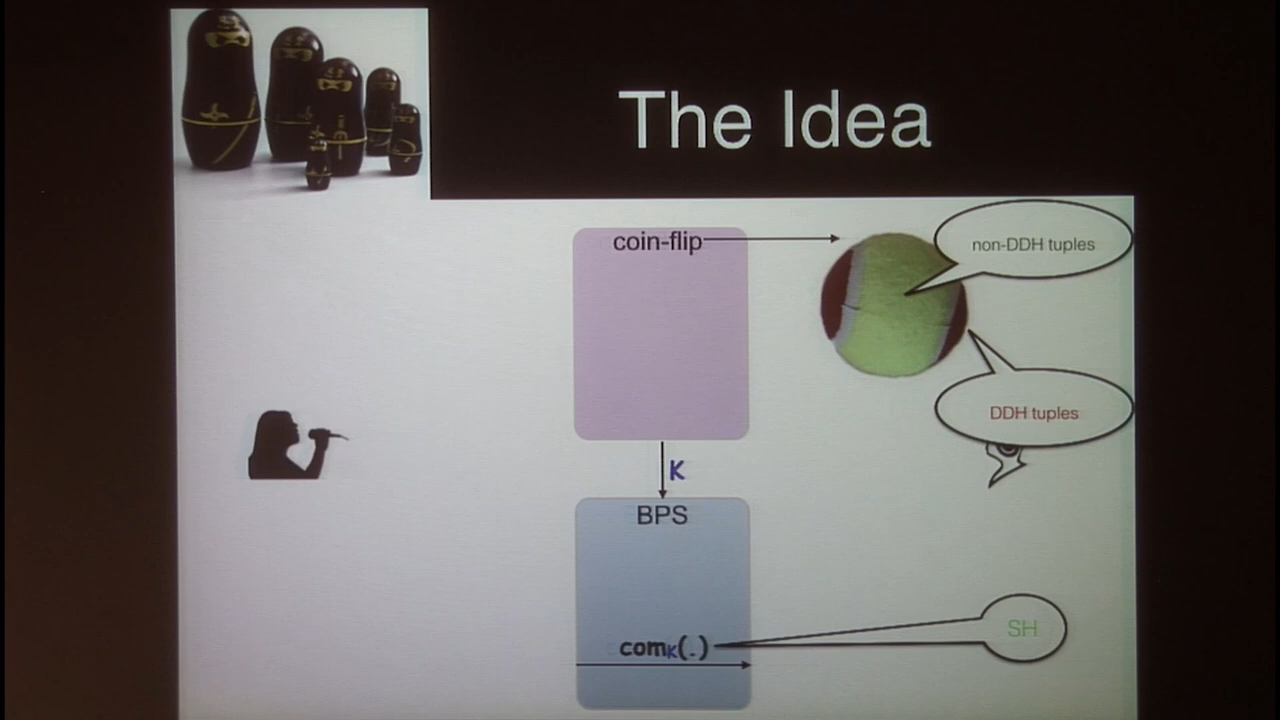 The Idea
coin-flip
non-DDH tuples
DDH tuples
K
BPS
comK(.)
SH